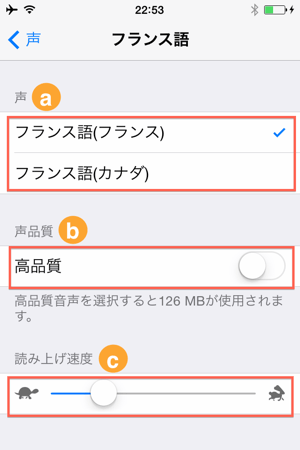 22:53
声 フランス語
声 a
フランス語(フランス)
フランス語(カナダ)
声品質 b
高品質
高品質音声を選択すると126 MBが使用されま
す。
読み上げ速度 c